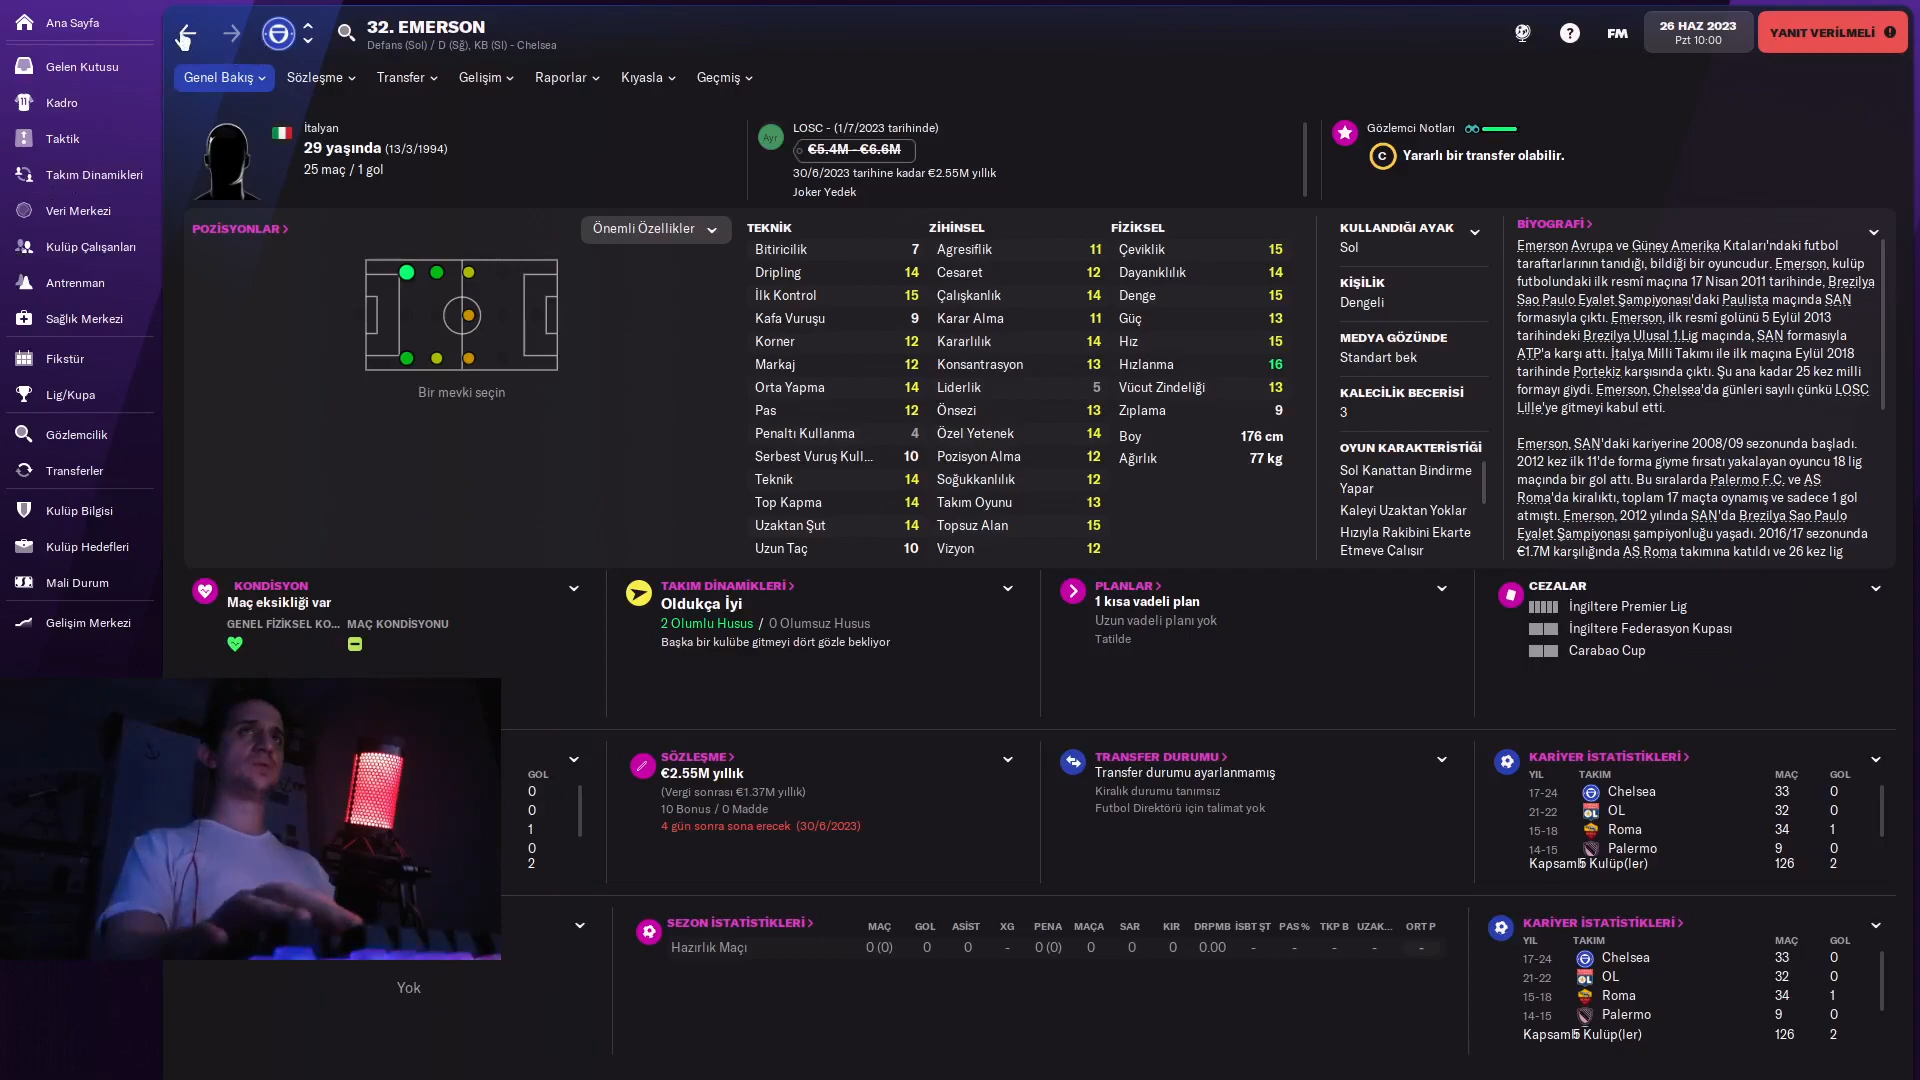 Ana Sayfa
Gelen Kutusu
Kadro
Taktik
Takım Dinamikleri
Veri Merkezi
Kulüp Çalışanları
Antrenman
Sağlık Merkezi
Fikstür
Lig/Kupa
Gözlemcilik
Transferler
Kulüp Bilgisi
Kulüp Hedefleri
Mali Durum
Gelişim Merkezi
32. EMERSON
Defans (Sol) / D (Sğ), KB (Sl) - Chelsea
FM
26 HAZ 2023
Pzt 10:00
YANIT VERİLMELİ
Genel Bakış
Sözleşme
Transfer
Gelişim
Raporlar
Kıyasla
Geçmiş
İtalyan
29 yaşında (13/3/1994)
25 maç / 1 gol
Ayr
LOSC - (1/7/2023 tarihinde)
€5.4M - €6.6M
30/6/2023 tarihine kadar €2.55M yıllık
Joker Yedek
Gözlemci Notları
C Yararlı bir transfer olabilir.
POZİSYONLAR
Önemli Özellikler
Bir mevki seçin
TEKNİK
Bitiricilik 7
Dripling 14
İlk Kontrol 15
Kafa Vuruşu 9
Korner 12
Markaj 12
Orta Yapma 14
Pas 12
Penaltı Kullanma 4
Serbest Vuruş Kull... 10
Teknik 14
Top Kapma 14
Uzaktan Şut 14
Uzun Taç 10
ZİHİNSEL
Agresiflik 11
Cesaret 12
Çalışkanlık 14
Karar Alma 11
Kararlılık 14
Konsantrasyon 13
Liderlik 5
Önsezi 13
Özel Yetenek 14
Pozisyon Alma 12
Soğukkanlılık 12
Takım Oyunu 13
Topsuz Alan 15
Vizyon 12
FİZİKSEL
Çeviklik 15
Dayanıklılık 14
Denge 15
Güç 13
Hız 15
Hızlanma 16
Vücut Zindeliği 13
Zıplama 9
Boy 176 cm
Ağırlık 77 kg
KULLANDIĞI AYAK
Sol
KİŞİLİK
Dengeli
MEDYA GÖZÜNDE
Standart bek
KALECİLİK BECERİSİ
3
OYUN KARAKTERİSTİĞİ
Sol Kanattan Bindirme
Yapar
Kaleyi Uzaktan Yoklar
Hızıyla Rakibini Ekarte
Etmeye Çalışır
BİYOGRAFİ
Emerson Avrupa ve Güney Amerika Kıtaları'ndaki futbol
taraftarlarının tanıdığı, bildiği bir oyuncudur. Emerson, kulüp
futbolundaki ilk resmî maçına 17 Nisan 2011 tarihinde, Brezilya
Sao Paulo Eyalet Şampiyonası'daki Paulista maçında SAN
formasıyla çıktı. Emerson, ilk resmî golünü 5 Eylül 2013
tarihindeki Brezilya Ulusal 1.Lig maçında, SAN formasıyla
ATP'a karşı attı. İtalya Milli Takımı ile ilk maçına Eylül 2018
tarihinde Portekiz karşısında çıktı. Şu ana kadar 25 kez milli
formayı giydi. Emerson, Chelsea'da günleri sayılı çünkü LOSC
Lille'ye gitmeyi kabul etti.
Emerson, SAN'daki kariyerine 2008/09 sezonunda başladı.
2012 kez ilk 11'de forma giyme fırsatı yakalayan oyuncu 18 lig
maçında bir gol attı. Bu sıralarda Palermo F.C. ve AS
Roma'da kiralıktı, toplam 17 maçta oynamış ve sadece 1 gol
atmıştı. Emerson, 2012 yılında SAN'da Brezilya Sao Paulo
Eyalet Şampiyonası şampiyonluğu yaşadı. 2016/17 sezonunda
€1.7M karşılığında AS Roma takımına katıldı ve 26 kez lig
KONDİSYON
Maç eksikliği var
GENEL FİZİKSEL KO... MAÇ KONDİSYONU
TAKIM DİNAMİKLERİ
Oldukça İyi
2 Olumlu Husus / 0 Olumsuz Husus
Başka bir kulübe gitmeyi dört gözle bekliyor
PLANLAR
1 kısa vadeli plan
Uzun vadeli planı yok
Tatilde
CEZALAR
İngiltere Premier Lig
İngiltere Federasyon Kupası
Carabao Cup
GOL
0
0
1
0
2
SÖZLEŞME
€2.55M yıllık
(Vergi sonrası €1.37M yıllık)
10 Bonus / 0 Madde
4 gün sonra sona erecek (30/6/2023)
TRANSFER DURUMU
Transfer durumu ayarlanmamış
Kiralık durumu tanımsız
Futbol Direktörü için talimat yok
KARİYER İSTATİSTİKLERİ
YIL TAKIM MAÇ GOL
17-24 Chelsea 33 0
21-22 OL 32 0
15-18 Roma 34 1
14-15 Palermo 9 0
5 Kulüp(ler) 126 2
Yok
SEZON İSTATİSTİKLERİ MAÇ GOL ASİST XG PENA MAÇA SAR KIR DRPMB İSBT ŞT PAS % TKP B UZAK... ORT P
Hazırlık Maçı 0 (0) 0 0 - 0 (0) 0 0 0 0.00 - - - - -
KARİYER İSTATİSTİKLERİ
YIL TAKIM MAÇ GOL
17-24 Chelsea 33 0
21-22 OL 32 0
15-18 Roma 34 1
14-15 Palermo 9 0
5 Kulüp(ler) 126 2